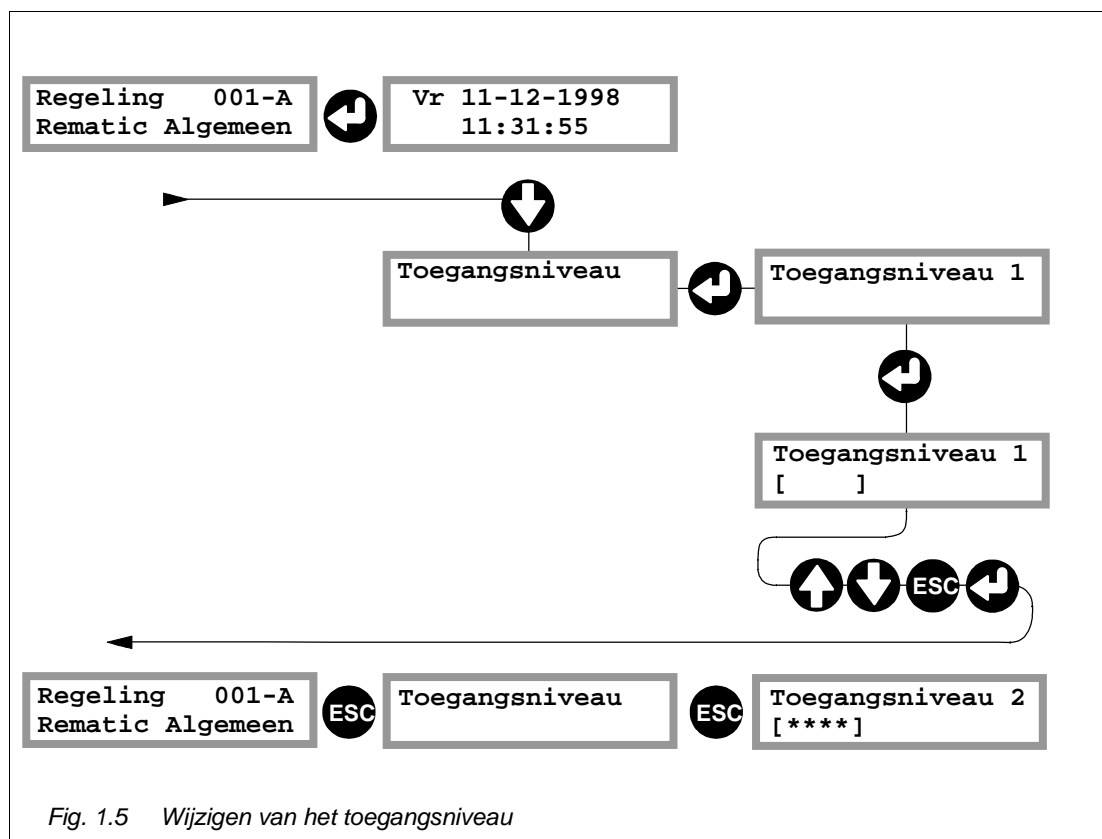 Regeling 001-A
Rematic Algemeen
Vr 11-12-1998
11:31:55
Toegangsniveau
Toegangsniveau 1
Toegangsniveau 1
[ ]
ESC
Regeling 001-A
Rematic Algemeen
ESC
Toegangsniveau
ESC
Toegangsniveau 2
[****]
Fig. 1.5 Wijzigen van het toegangsniveau